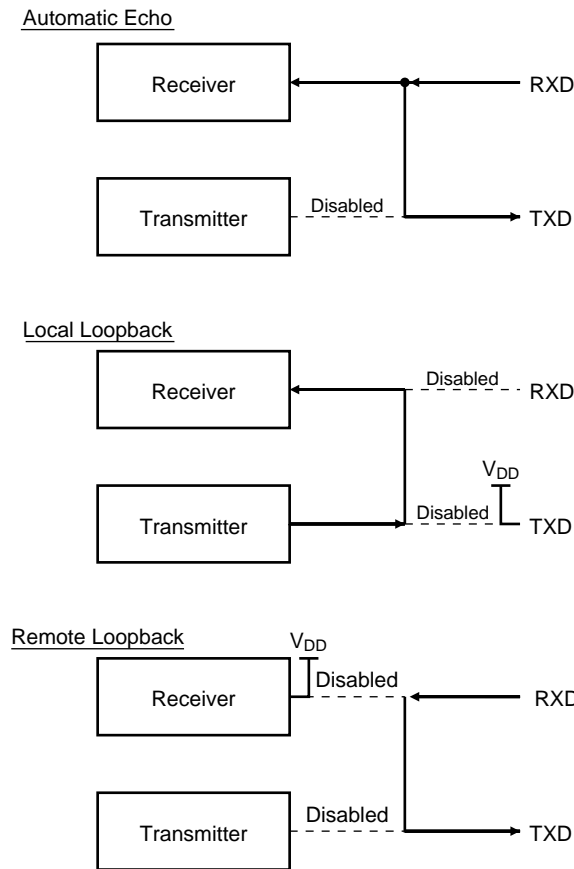 Automatic Echo
Receiver
RXD
Transmitter
Disabled
TXD
Local Loopback
Receiver
Disabled
RXD
VDD
Transmitter
Disabled
TXD
Remote Loopback
VDD
Receiver
Disabled
RXD
Transmitter
Disabled
TXD